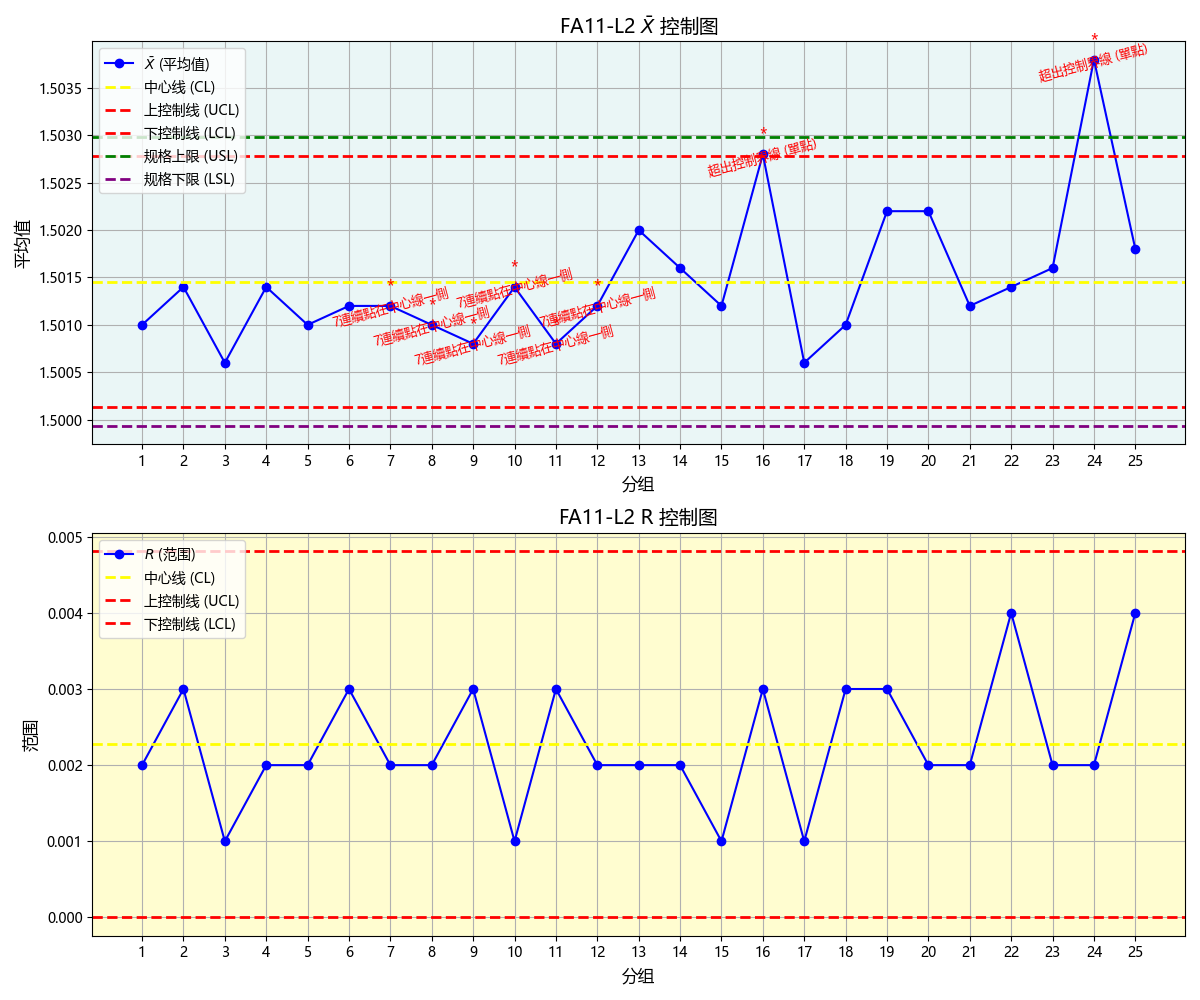 FA11-L2 X̄ 控制图
X̄ (平均值)
中心线 (CL)
上控制线 (UCL)
下控制线 (LCL)
规格上限 (USL)
规格下限 (LSL)
平均值
1.5035
1.5030
1.5025
1.5020
1.5015
1.5010
1.5005
1.5000
*
超出控制界線 (單點)
*
超出控制界線 (單點)
*
7連續點在中心線一側
*
7連續點在中心線一側
*
7連續點在中心線一側
*
7連續點在中心線一側
*
7連續點在中心線一側
*
7連續點在中心線一側
1 2 3 4 5 6 7 8 9 10 11 12 13 14 15 16 17 18 19 20 21 22 23 24 25
分组
FA11-L2 R 控制图
R (范围)
中心线 (CL)
上控制线 (UCL)
下控制线 (LCL)
范围
0.005
0.004
0.003
0.002
0.001
0.000
1 2 3 4 5 6 7 8 9 10 11 12 13 14 15 16 17 18 19 20 21 22 23 24 25
分组